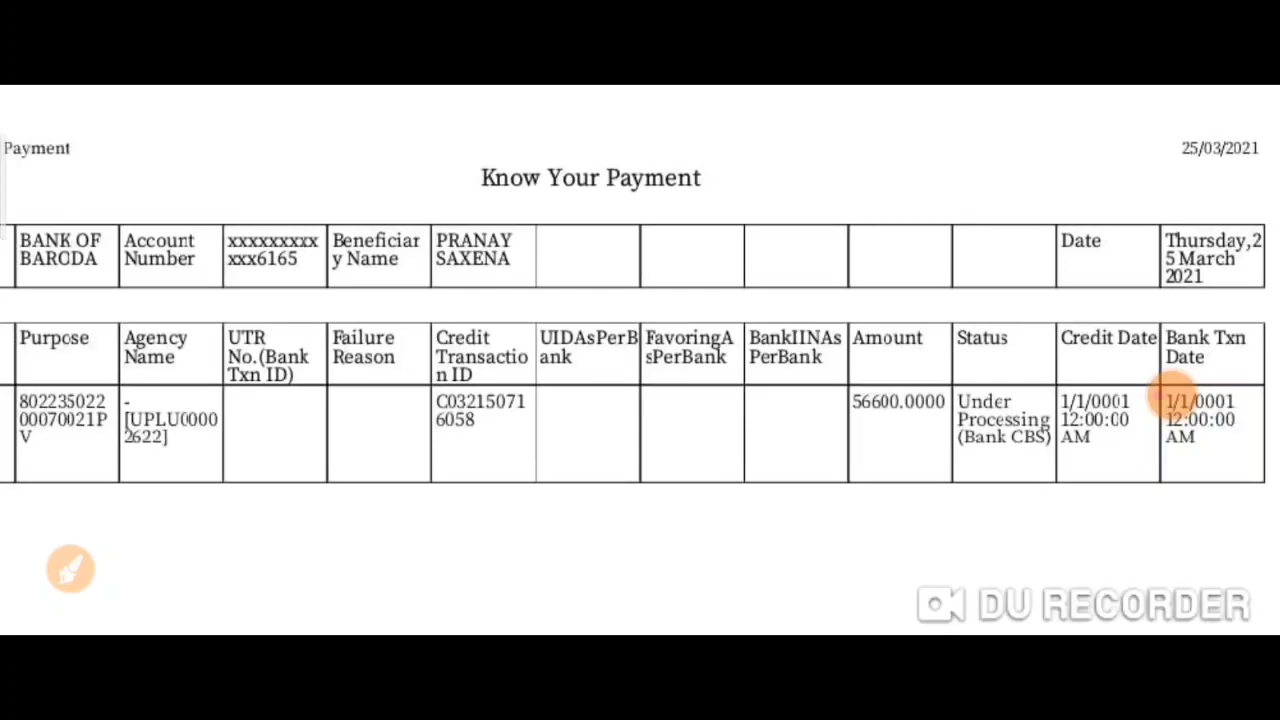 Payment
25/03/2021
Know Your Payment
BANK OF
BARODA
Account
Number
xxxxxxxxx
xxx6165
Beneficiar
y Name
PRANAY
SAXENA
Date
Thursday,2
5 March
2021
Purpose
Agency
Name
UTR
No.(Bank
Txn ID)
Failure
Reason
Credit
Transactio
n ID
UIDAsPerB
ank
FavoringA
sPerBank
BankIINAs
PerBank
Amount
Status
Credit Date
Bank Txn
Date
802235022
00070021P
V
-
[UPLU0000
2622]
C03215071
6058
56600.0000
Under
Processing
(Bank CBS)
1/1/0001
12:00:00
AM
1/1/0001
12:00:00
AM
DU RECORDER